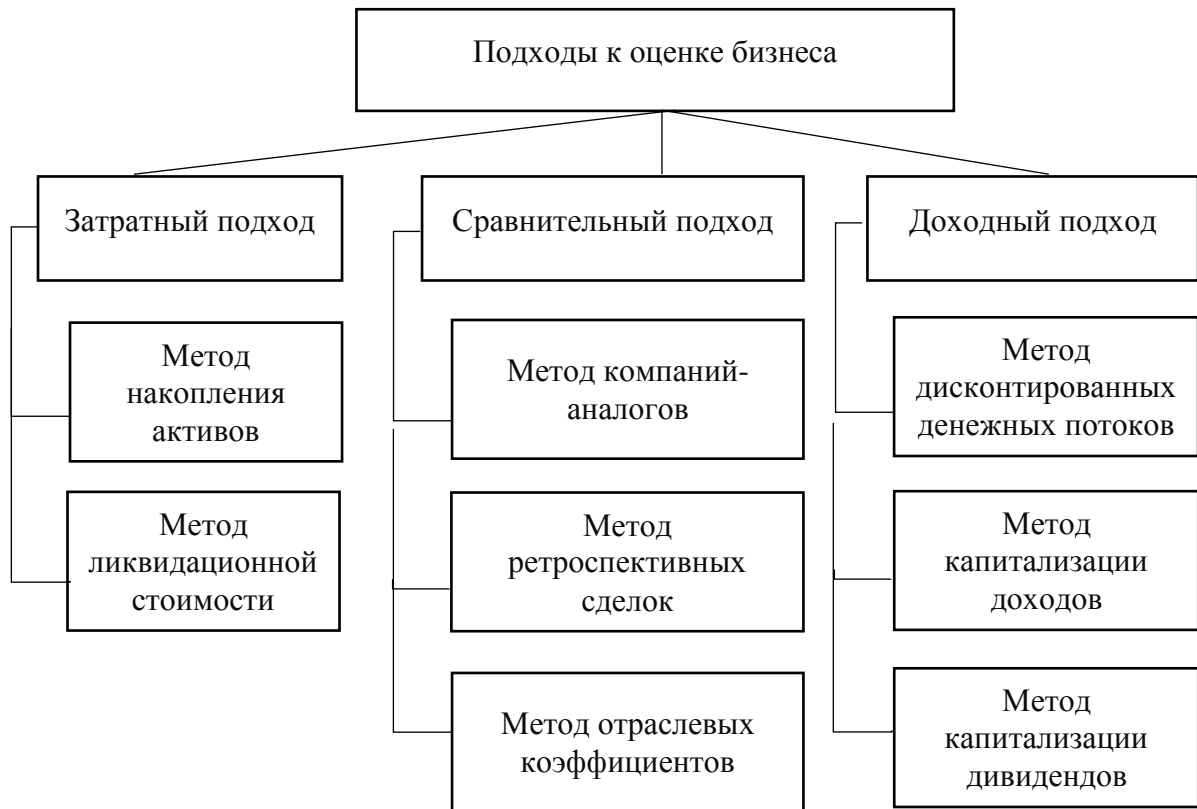 Подходы к оценке бизнеса
Затратный подход
Сравнительный подход
Доходный подход
Метод
накопления
активов
Метод
ликвидационной
стоимости
Метод компаний-
аналогов
Метод
ретроспективных
сделок
Метод отраслевых
коэффициентов
Метод
дисконтированных
денежных потоков
Метод
капитализации
доходов
Метод
капитализации
дивидендов